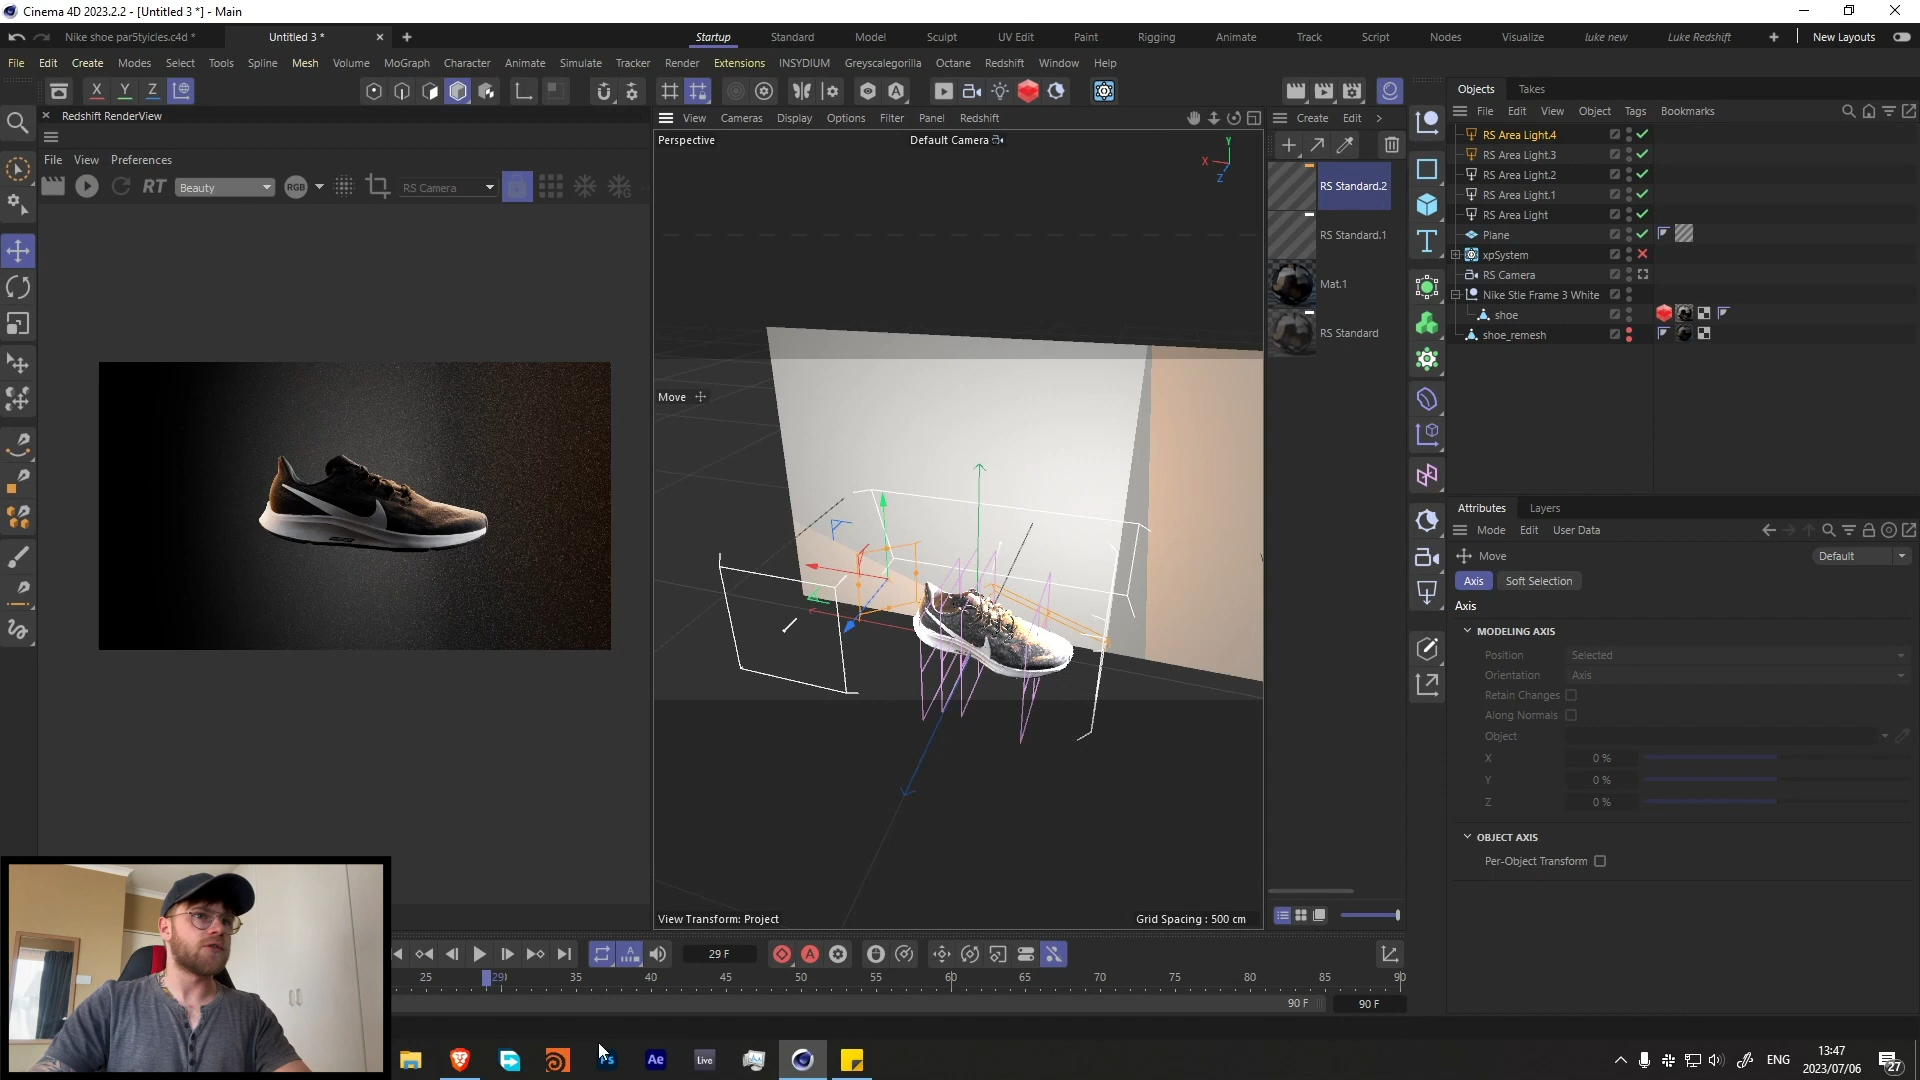 Cinema 4D 2023.2.2 - [Untitled 3 *] - Main
Nike shoe par5tyicles.c4d *
Untitled 3 *
Startup
Standard
Model
Sculpt
UV Edit
Paint
Rigging
Animate
Track
Script
Nodes
Visualize
luke new
Luke Redshift
New Layouts
File Edit Create Modes Select Tools Spline Mesh Volume MoGraph Character Animate Simulate Tracker Render Extensions INSYDIUM Greyscalegorilla Octane Redshift Window Help
X Y Z
Objects Takes
Redshift RenderView
View Cameras Display Options Filter Panel Redshift
Create Edit
File Edit View Object Tags Bookmarks
Perspective
Default Camera
Y
X
Z
File View Preferences
RT
Beauty
RGB
RS Camera
RS Standard.2
RS Standard.1
Mat.1
RS Standard
RS Area Light.4
RS Area Light.3
RS Area Light.2
RS Area Light.1
RS Area Light
Plane
xpSystem
RS Camera
Nike Stle Frame 3 White
shoe
shoe_remesh
Move
Attributes Layers
Mode Edit User Data
Move
Default
Axis Soft Selection
Axis
MODELING AXIS
Position Selected
Orientation Axis
Retain Changes
Along Normals
Object
X 0 %
Y 0 %
Z 0 %
OBJECT AXIS
Per-Object Transform
View Transform: Project
Grid Spacing : 500 cm
29 F
25 29 35 40 45 50 55 60 65 70 75 80 85 90
90 F
90 F
Ps
Ae
Live
ENG
13:47
2023/07/06
27